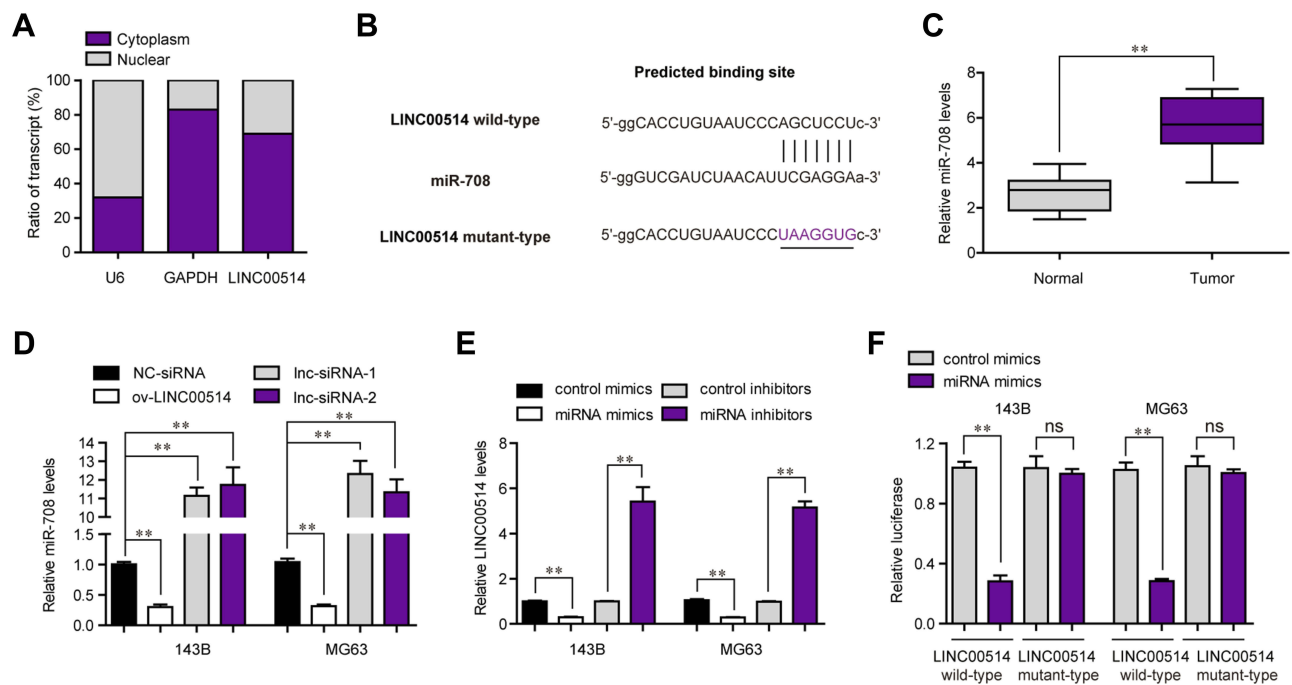 A
Cytoplasm
Nuclear
Ratio of transcript (%)
100
80
60
40
20
0
U6 GAPDH LINC00514
B
Predicted binding site
LINC00514 wild-type 5'-ggCACCUGUAAUCCCAGCUCCUc-3'
miR-708 5'-ggGUCGAUCUAACAUUCGAGGAa-3'
LINC00514 mutant-type 5'-ggCACCUGUAAUCCCUAAGGUGc-3'
C
**
Relative miR-708 levels
8
6
4
2
0
Normal Tumor
D
NC-siRNA lnc-siRNA-1
ov-LINC00514 lnc-siRNA-2
Relative miR-708 levels
14
13
12
11
10
1.5
1.0
0.5
0.0
** ** **
** ** **
143B MG63
E
control mimics control inhibitors
miRNA mimics miRNA inhibitors
Relative LINC00514 levels
8
6
4
2
0
** ** ** **
143B MG63
F
control mimics
miRNA mimics
143B MG63
** ns ** ns
Relative luciferase
1.2
0.8
0.4
0.0
LINC00514 LINC00514 LINC00514 LINC00514
wild-type mutant-type wild-type mutant-type